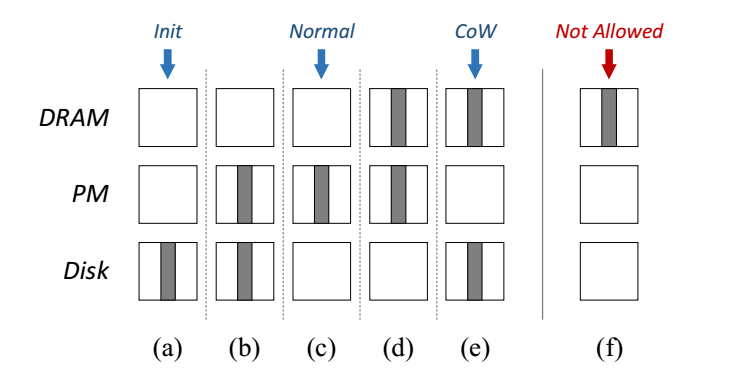 Init Normal CoW Not Allowed
DRAM
PM
Disk
(a) (b) (c) (d) (e) (f)